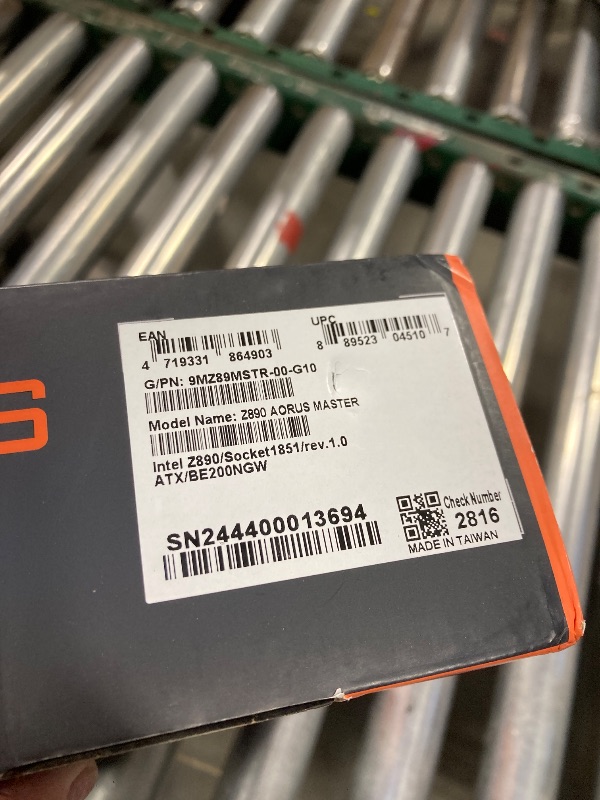 S
EAN
4 719331 864903
UPC
8 89523 04510 7
G/PN: 9MZ89MSTR-00-G10
Model Name: Z890 AORUS MASTER
Intel Z890/Socket1851/rev.1.0
ATX/BE200NGW
SN244400013694
Check Number
2816
MADE IN TAIWAN